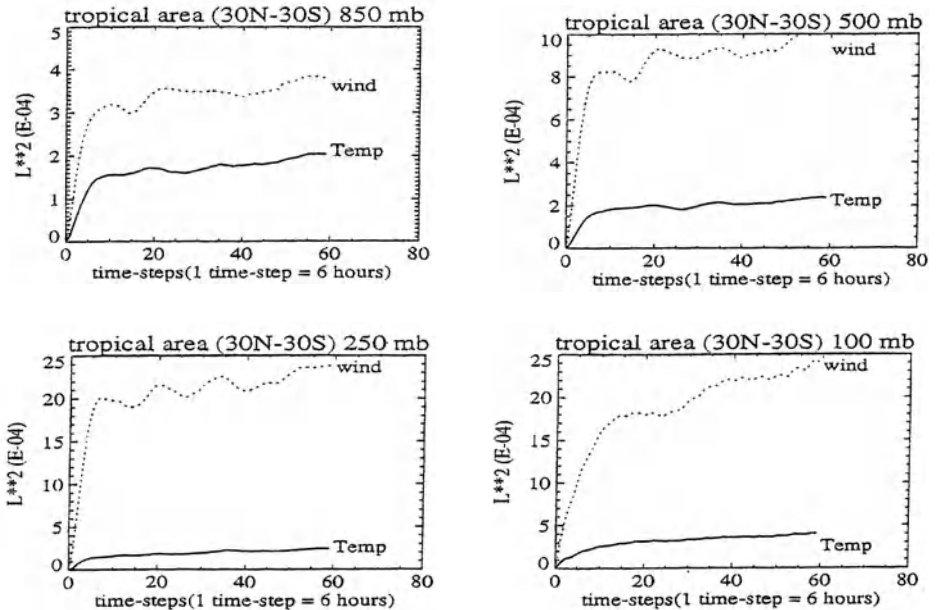 tropical area (30N-30S) 850 mb
5
4
3
2
1
0
L**2 (E-04)
wind
Temp
0 20 40 60 80
time-steps(1 time-step = 6 hours)
tropical area (30N-30S) 500 mb
10
8
6
4
2
0
L**2 (E-04)
wind
Temp
0 20 40 60 80
time-steps(1 time-step = 6 hours)
tropical area (30N-30S) 250 mb
25
20
15
10
5
0
L**2 (E-04)
wind
Temp
0 20 40 60 80
time-steps(1 time-step = 6 hours)
tropical area (30N-30S) 100 mb
25
20
15
10
5
0
L**2 (E-04)
wind
Temp
0 20 40 60 80
time-steps(1 time-step = 6 hours)